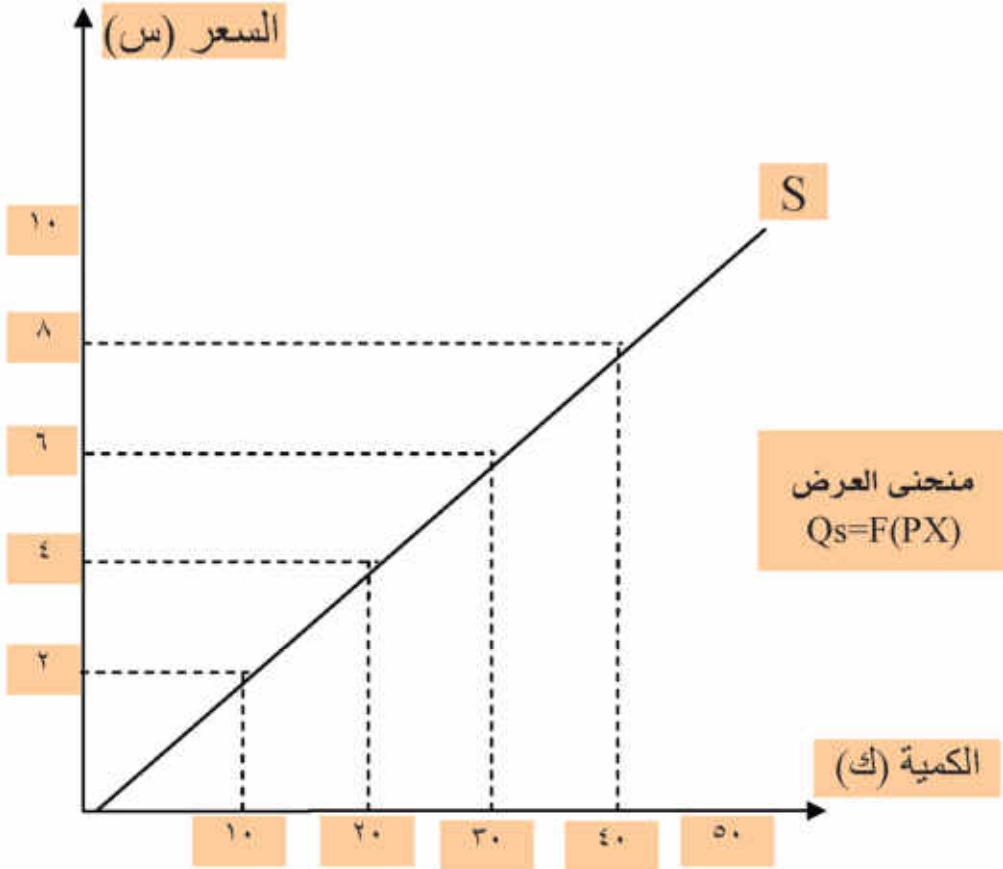 السعر (س)
S
١٠
٨
٦
٤
٢
منحنى العرض
Qs=F(PX)
الكمية (ك)
١٠
٢٠
٣٠
٤٠
٥٠